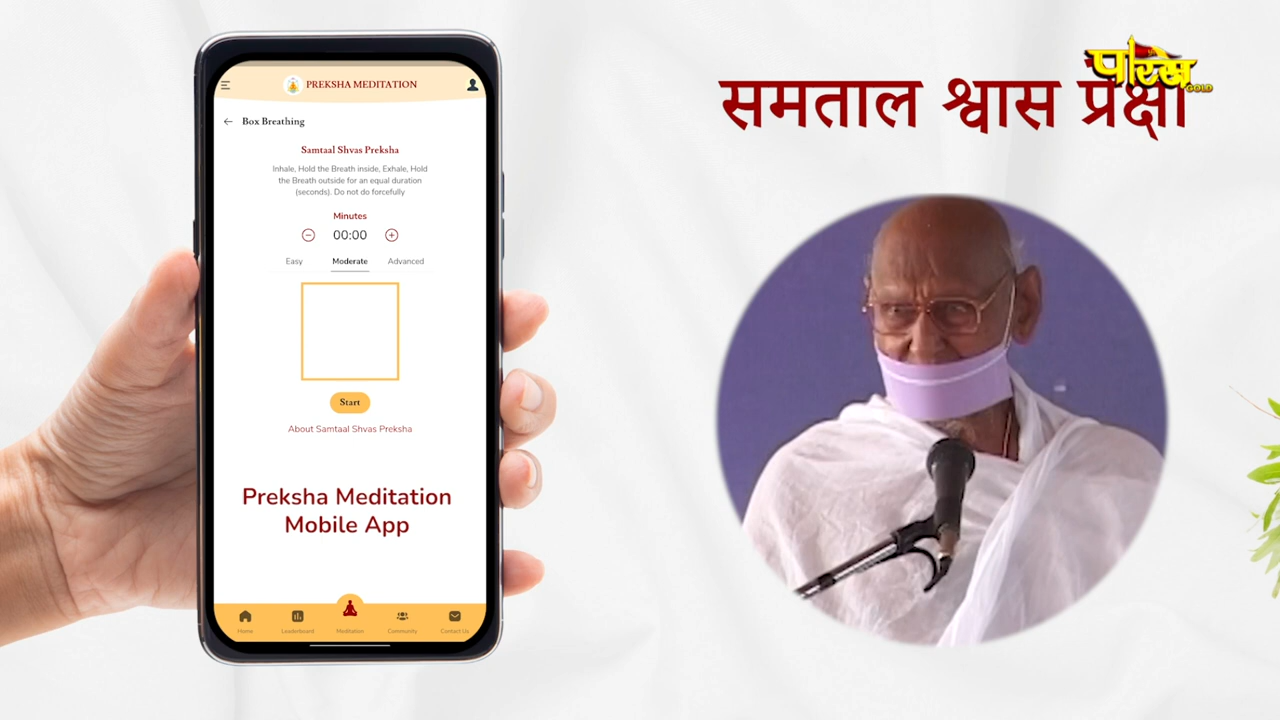 PREKSHA MEDITATION
Box Breathing
Samtaal Shvas Preksha
Inhale, Hold the Breath inside, Exhale, Hold
the Breath outside for an equal duration
(seconds). Do not do forcefully
Minutes
00:00
Easy Moderate Advanced
Start
About Samtaal Shvas Preksha
Preksha Meditation
Mobile App
Home Leaderboard Meditation Community Contact Us
समताल श्वास प्रेक्षा
पारस
GOLD